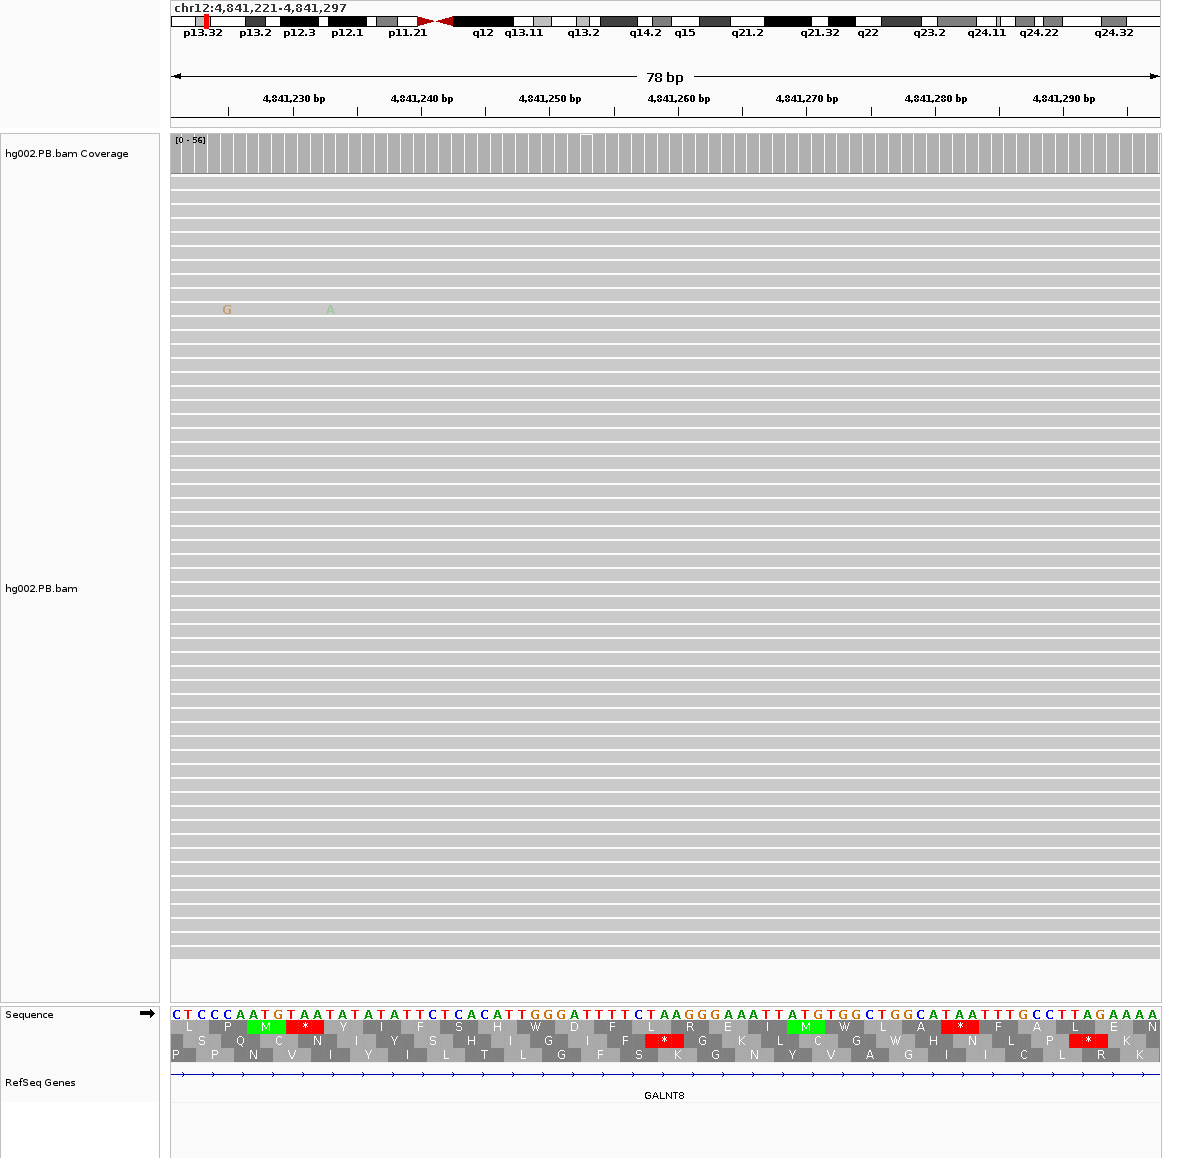 chr12:4,841,221-4,841,297
p13.32 p13.2 p12.3 p12.1 p11.21 q12 q13.11 q13.2 q14.2 q15 q21.2 q21.32 q22 q23.2 q24.11 q24.22 q24.32
78 bp
4,841,230 bp 4,841,240 bp 4,841,250 bp 4,841,260 bp 4,841,270 bp 4,841,280 bp 4,841,290 bp
[0 - 56]
hg002.PB.bam Coverage
G A
hg002.PB.bam
Sequence C T C C C A A T G T A A T A T A T A T T C T C A C A T T G G G A T T T T C T A A G G G A A A T T A T G T G G C T G G C A T A A T T T G C C T T A G A A A A
L P M * Y I F S H W D F L R E I M W L A * F A L E N
S Q C N I Y S H I G I F * G K L C G W H N L P * K
P P N V I Y I L T L G F S K G N Y V A G I I C L R K
RefSeq Genes
GALNT8